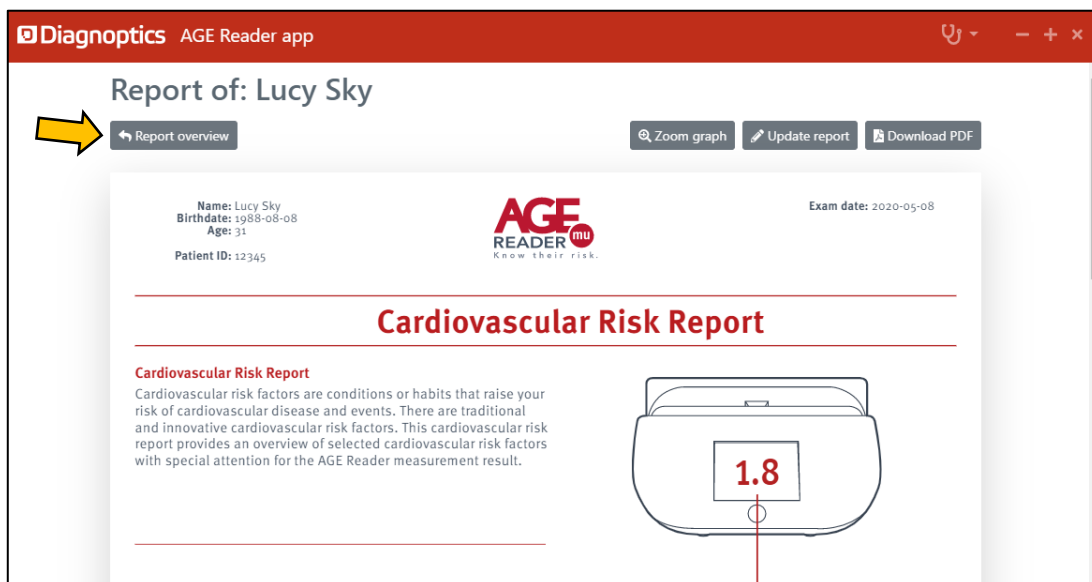 Diagnoptics AGE Reader app
Report of: Lucy Sky
Report overview
Zoom graph
Update report
Download PDF
Name: Lucy Sky
Birthdate: 1988-08-08
Age: 31
Patient ID: 12345
AGE
READER mu
Know their risk.
Exam date: 2020-05-08
Cardiovascular Risk Report
Cardiovascular Risk Report
Cardiovascular risk factors are conditions or habits that raise your
risk of cardiovascular disease and events. There are traditional
and innovative cardiovascular risk factors. This cardiovascular risk
report provides an overview of selected cardiovascular risk factors
with special attention for the AGE Reader measurement result.
1.8